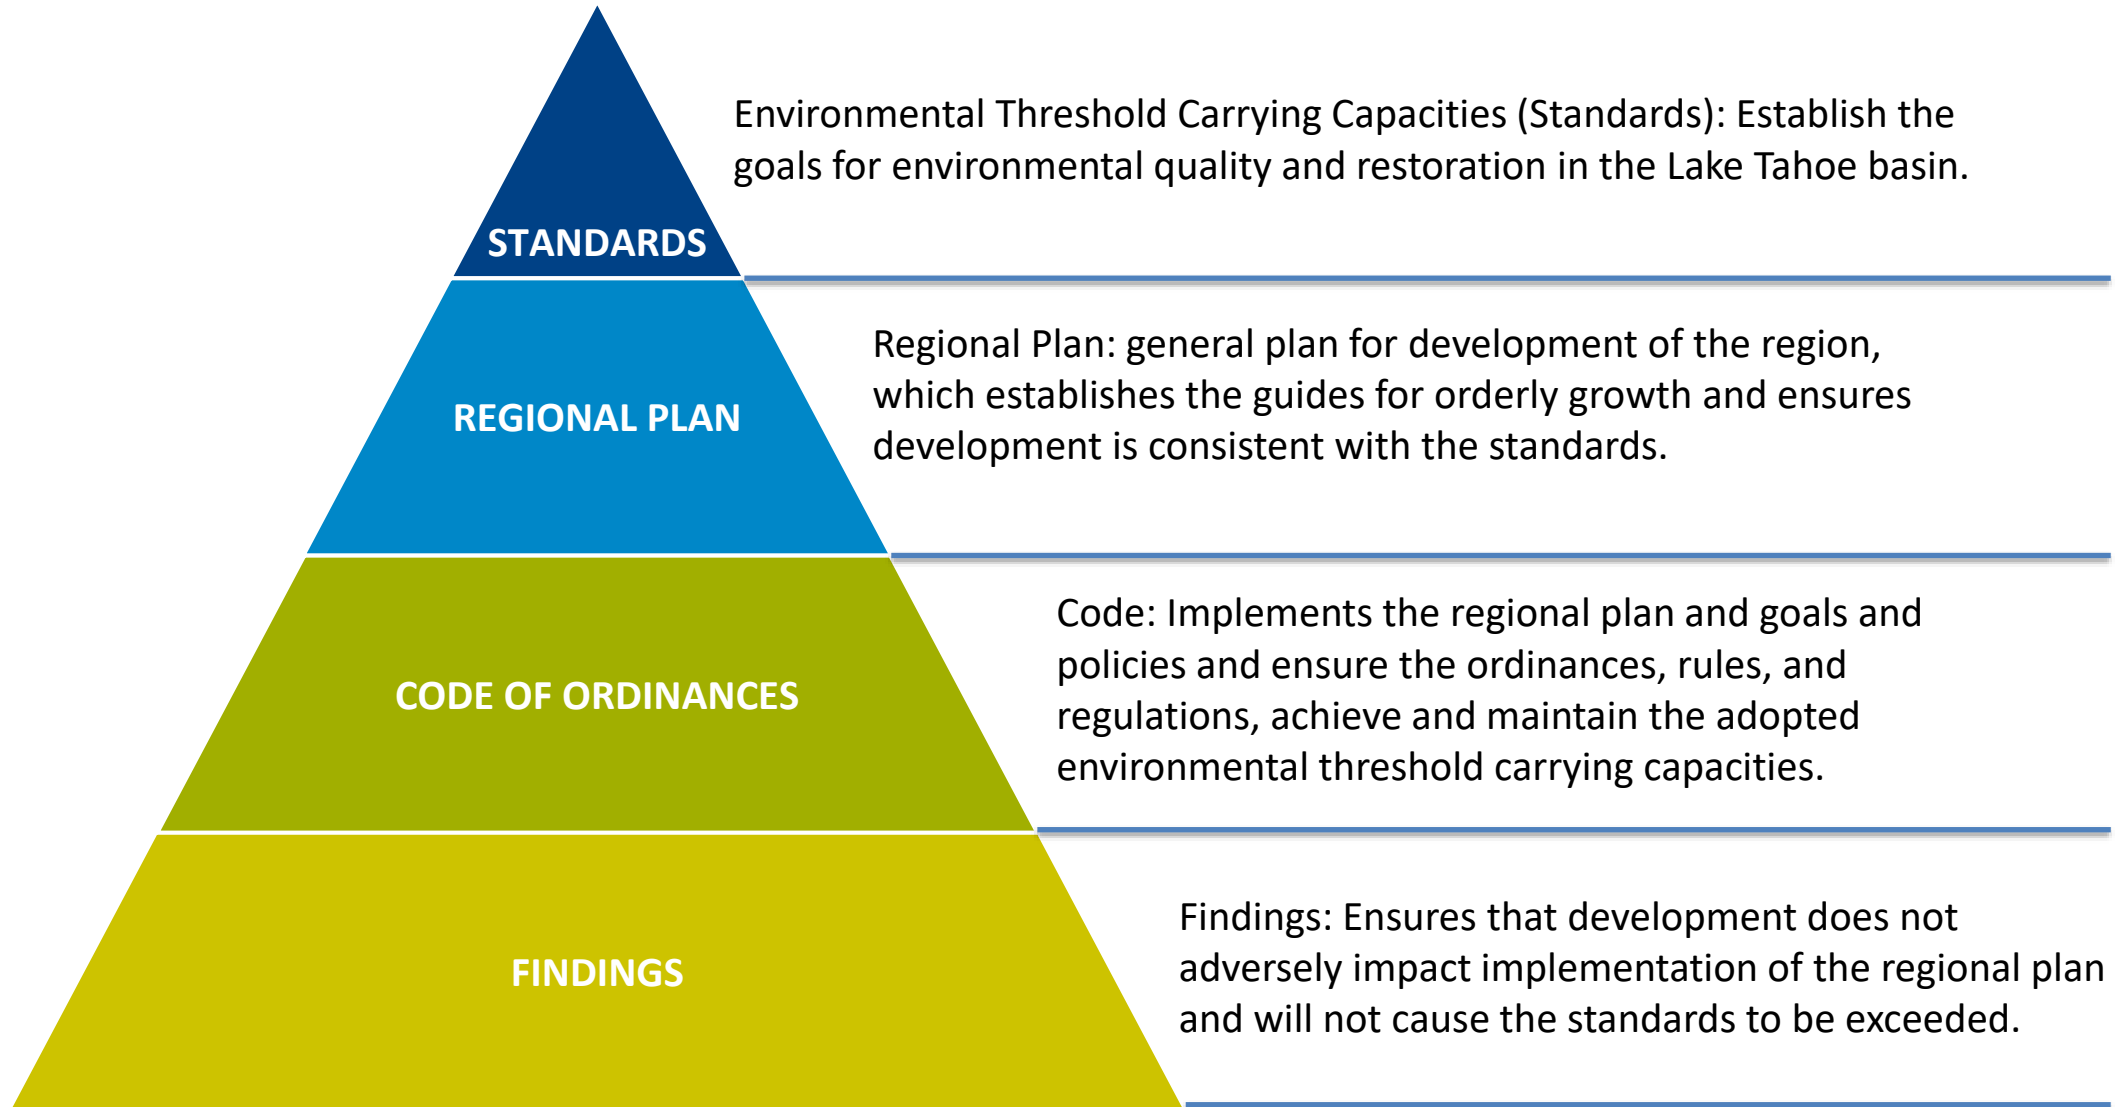 Environmental Threshold Carrying Capacities (Standards): Establish the
goals for environmental quality and restoration in the Lake Tahoe basin.
STANDARDS
Regional Plan: general plan for development of the region,
which establishes the guides for orderly growth and ensures
development is consistent with the standards.
REGIONAL PLAN
Code: Implements the regional plan and goals and
policies and ensure the ordinances, rules, and
regulations, achieve and maintain the adopted
environmental threshold carrying capacities.
CODE OF ORDINANCES
Findings: Ensures that development does not
adversely impact implementation of the regional plan
and will not cause the standards to be exceeded.
FINDINGS